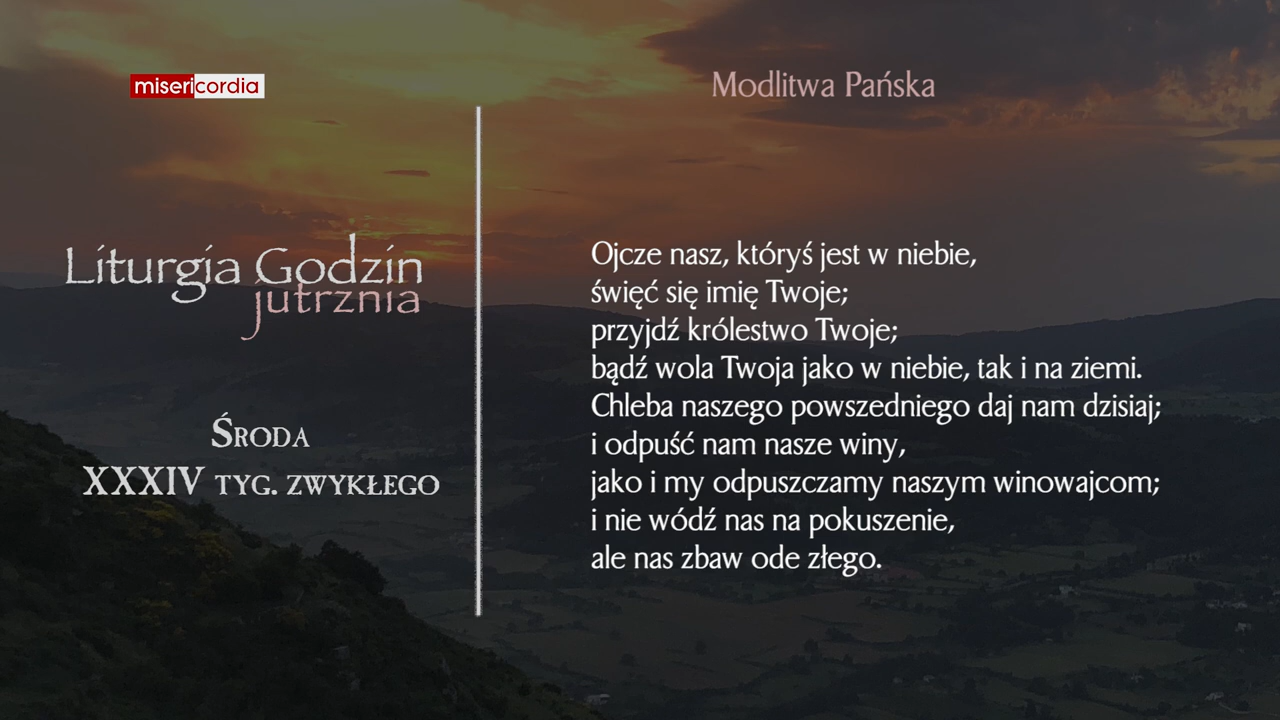 misericordia
Liturgia Godzin
jutrznia
Środa
XXXIV tyg. zwykłego
Modlitwa Pańska
Ojcze nasz, któryś jest w niebie,
święć się imię Twoje;
przyjdź królestwo Twoje;
bądź wola Twoja jako w niebie, tak i na ziemi.
Chleba naszego powszedniego daj nam dzisiaj;
i odpuść nam nasze winy,
jako i my odpuszczamy naszym winowajcom;
i nie wódź nas na pokuszenie,
ale nas zbaw ode złego.